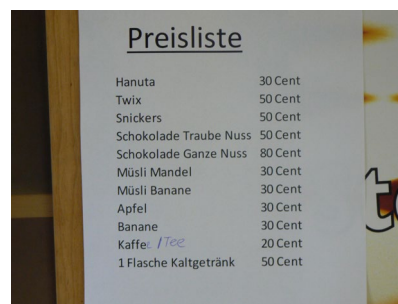 Preisliste
Hanuta 30 Cent
Twix 50 Cent
Snickers 50 Cent
Schokolade Traube Nuss 50 Cent
Schokolade Ganze Nuss 80 Cent
Müsli Mandel 30 Cent
Müsli Banane 30 Cent
Apfel 30 Cent
Banane 30 Cent
Kaffee / Tee 20 Cent
1 Flasche Kaltgetränk 50 Cent